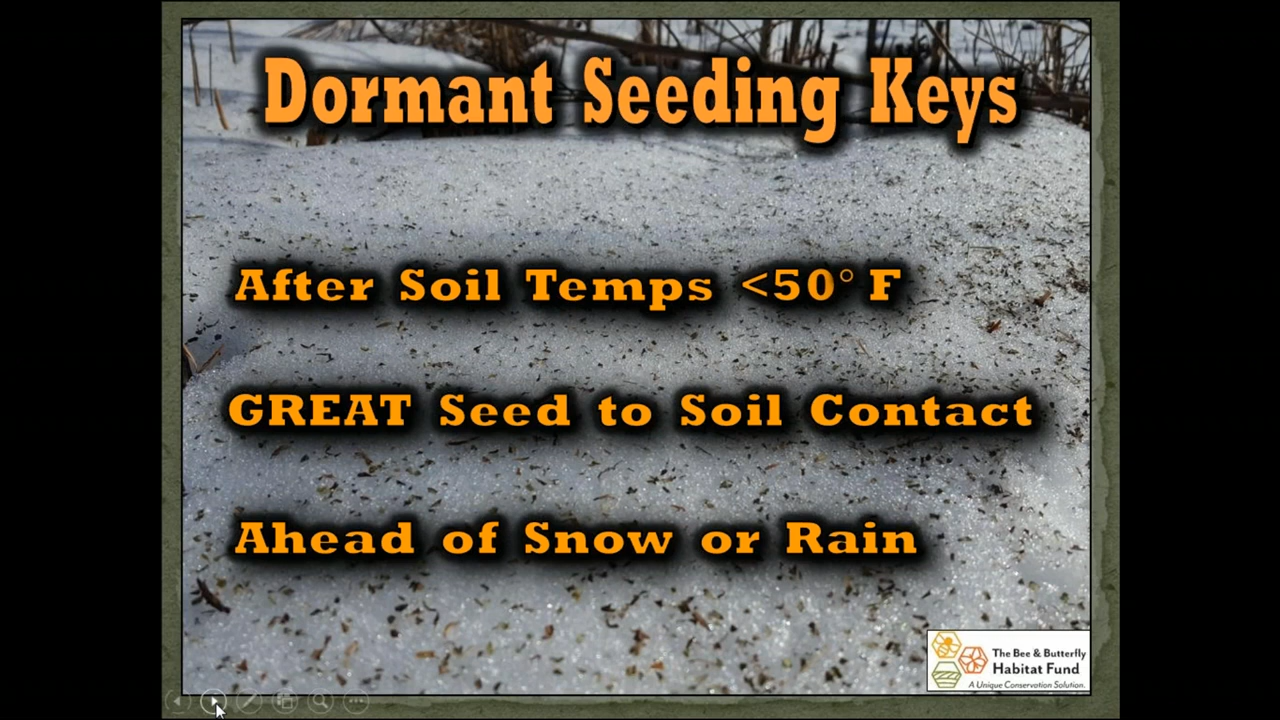 Dormant Seeding Keys
After Soil Temps <50° F
GREAT Seed to Soil Contact
Ahead of Snow or Rain
The Bee & Butterfly
Habitat Fund
A Unique Conservation Solution.